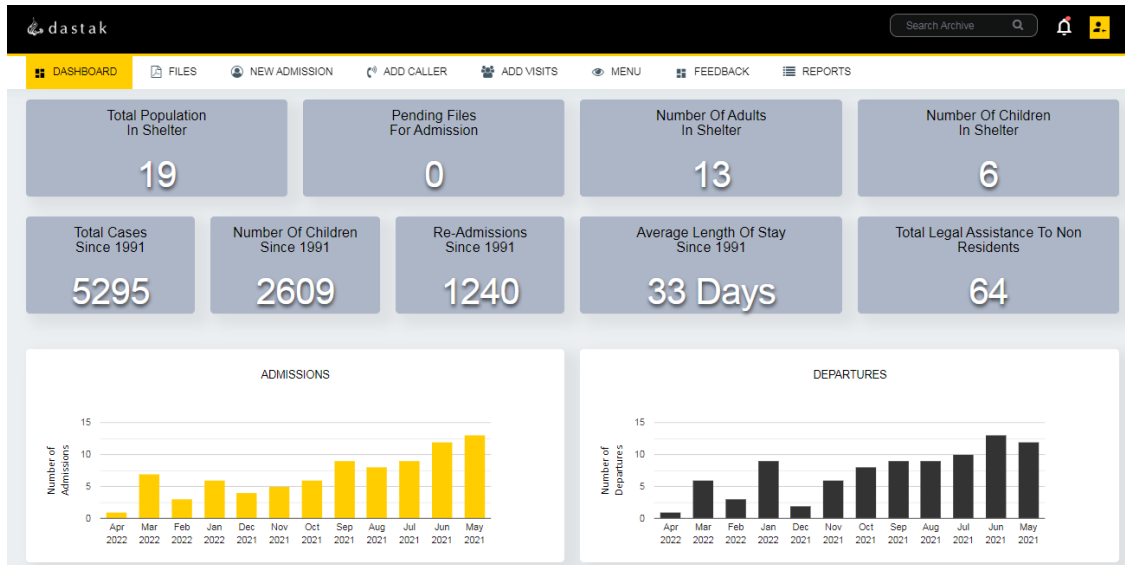 dastak
Search Archive
DASHBOARD
FILES
NEW ADMISSION
ADD CALLER
ADD VISITS
MENU
FEEDBACK
REPORTS
Total Population
In Shelter
19
Pending Files
For Admission
0
Number Of Adults
In Shelter
13
Number Of Children
In Shelter
6
Total Cases
Since 1991
5295
Number Of Children
Since 1991
2609
Re-Admissions
Since 1991
1240
Average Length Of Stay
Since 1991
33 Days
Total Legal Assistance To Non
Residents
64
ADMISSIONS
Number of
Admissions
15
10
5
0
Apr Mar Feb Jan Dec Nov Oct Sep Aug Jul Jun May
2022 2022 2022 2022 2021 2021 2021 2021 2021 2021 2021 2021
DEPARTURES
Number of
Departures
15
10
5
0
Apr Mar Feb Jan Dec Nov Oct Sep Aug Jul Jun May
2022 2022 2022 2022 2021 2021 2021 2021 2021 2021 2021 2021